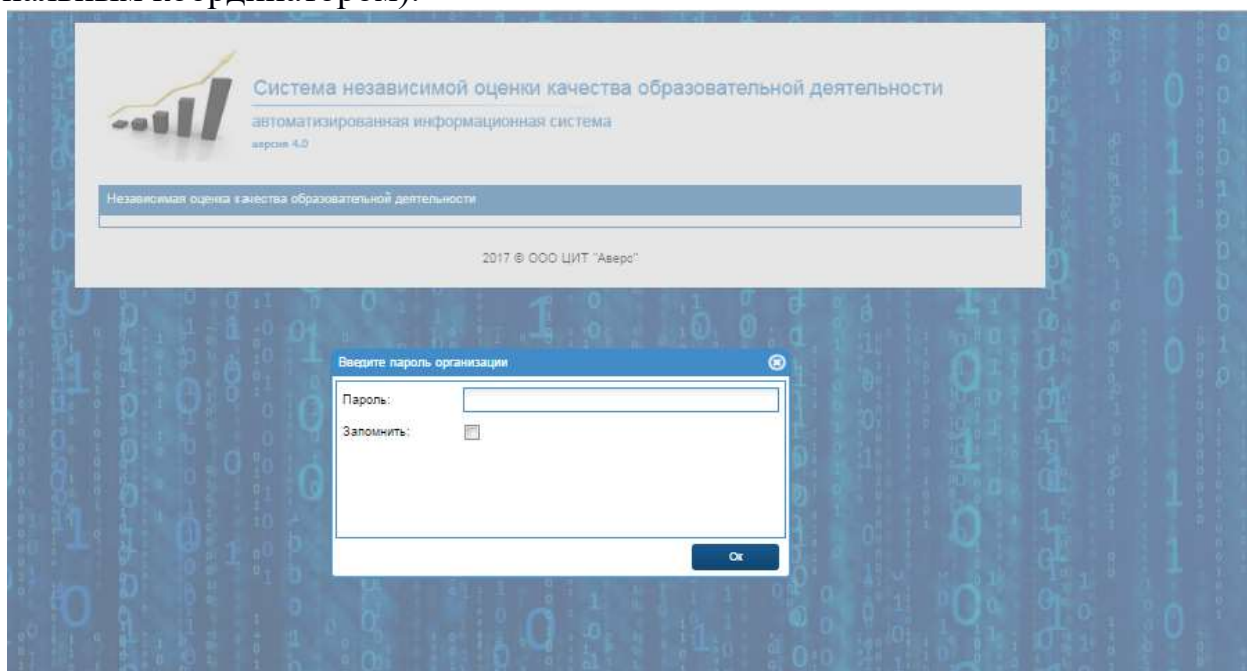 координатором).
Система независимой оценки качества образовательной деятельности
автоматизированная информационная система
версия 4.0
Независимая оценка качества образовательной деятельности
2017 © ООО ЦИТ "Аверс"
Введите пароль организации
Пароль:
Запомнить:
Ок